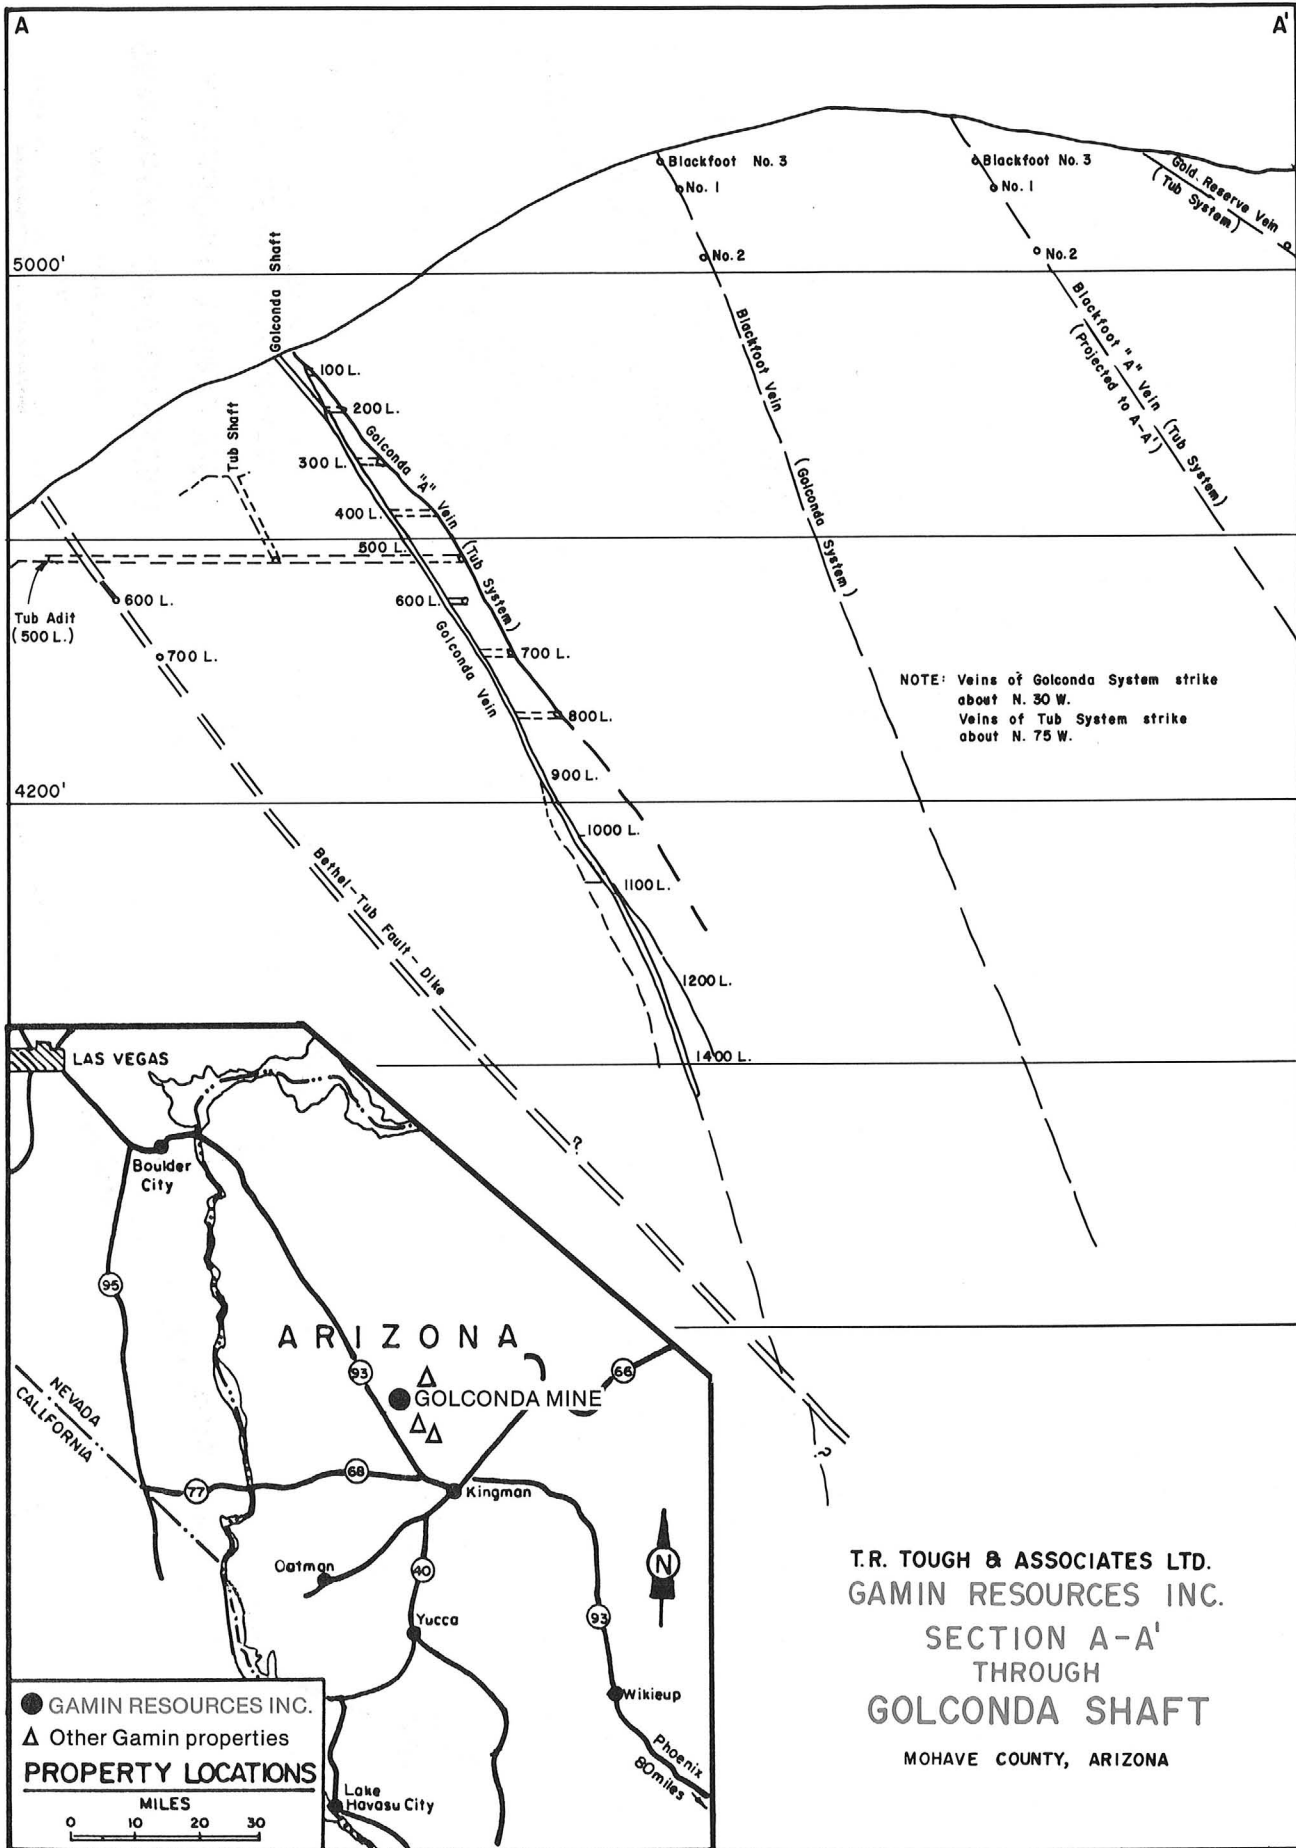 A
A'
Blackfoot No. 3
No. 1
No. 2
Blackfoot No. 3
No. 1
No. 2
Gold. Reserve Vein
(Tub System)
5000'
Golconda Shaft
Tub Shaft
100 L.
200 L.
300 L.
400 L.
500 L.
600 L.
700 L.
800 L.
900 L.
1000 L.
1100 L.
1200 L.
1400 L.
Golconda "A" Vein (Tub System)
Golconda Vein
Blackfoot Vein (Golconda System)
Blackfoot "A" Vein (Tub System)
(Projected to A-A')
Tub Adit
(500 L.)
600 L.
700 L.
NOTE: Veins of Golconda System strike
about N. 30 W.
Veins of Tub System strike
about N. 75 W.
4200'
Bethel-Tub Fault-Dike
?
?
LAS VEGAS
Boulder
City
95
ARIZONA
93
66
GOLCONDA MINE
NEVADA
CALIFORNIA
68
77
Kingman
Oatman
40
N
Yucca
93
Wikieup
Phoenix
80 miles
Lake
Havasu City
GAMIN RESOURCES INC.
Other Gamin properties
PROPERTY LOCATIONS
MILES
0 10 20 30
T.R. TOUGH & ASSOCIATES LTD.
GAMIN RESOURCES INC.
SECTION A-A'
THROUGH
GOLCONDA SHAFT
MOHAVE COUNTY, ARIZONA